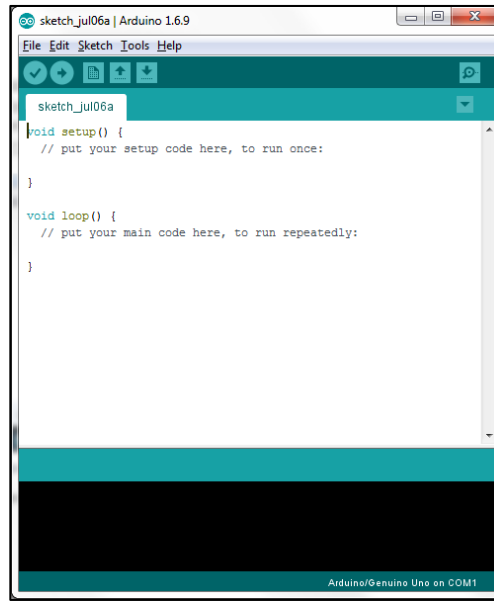 sketch_jul06a | Arduino 1.6.9
File Edit Sketch Tools Help
sketch_jul06a
void setup() {
  // put your setup code here, to run once:
}
void loop() {
  // put your main code here, to run repeatedly:
}
Arduino/Genuino Uno on COM1